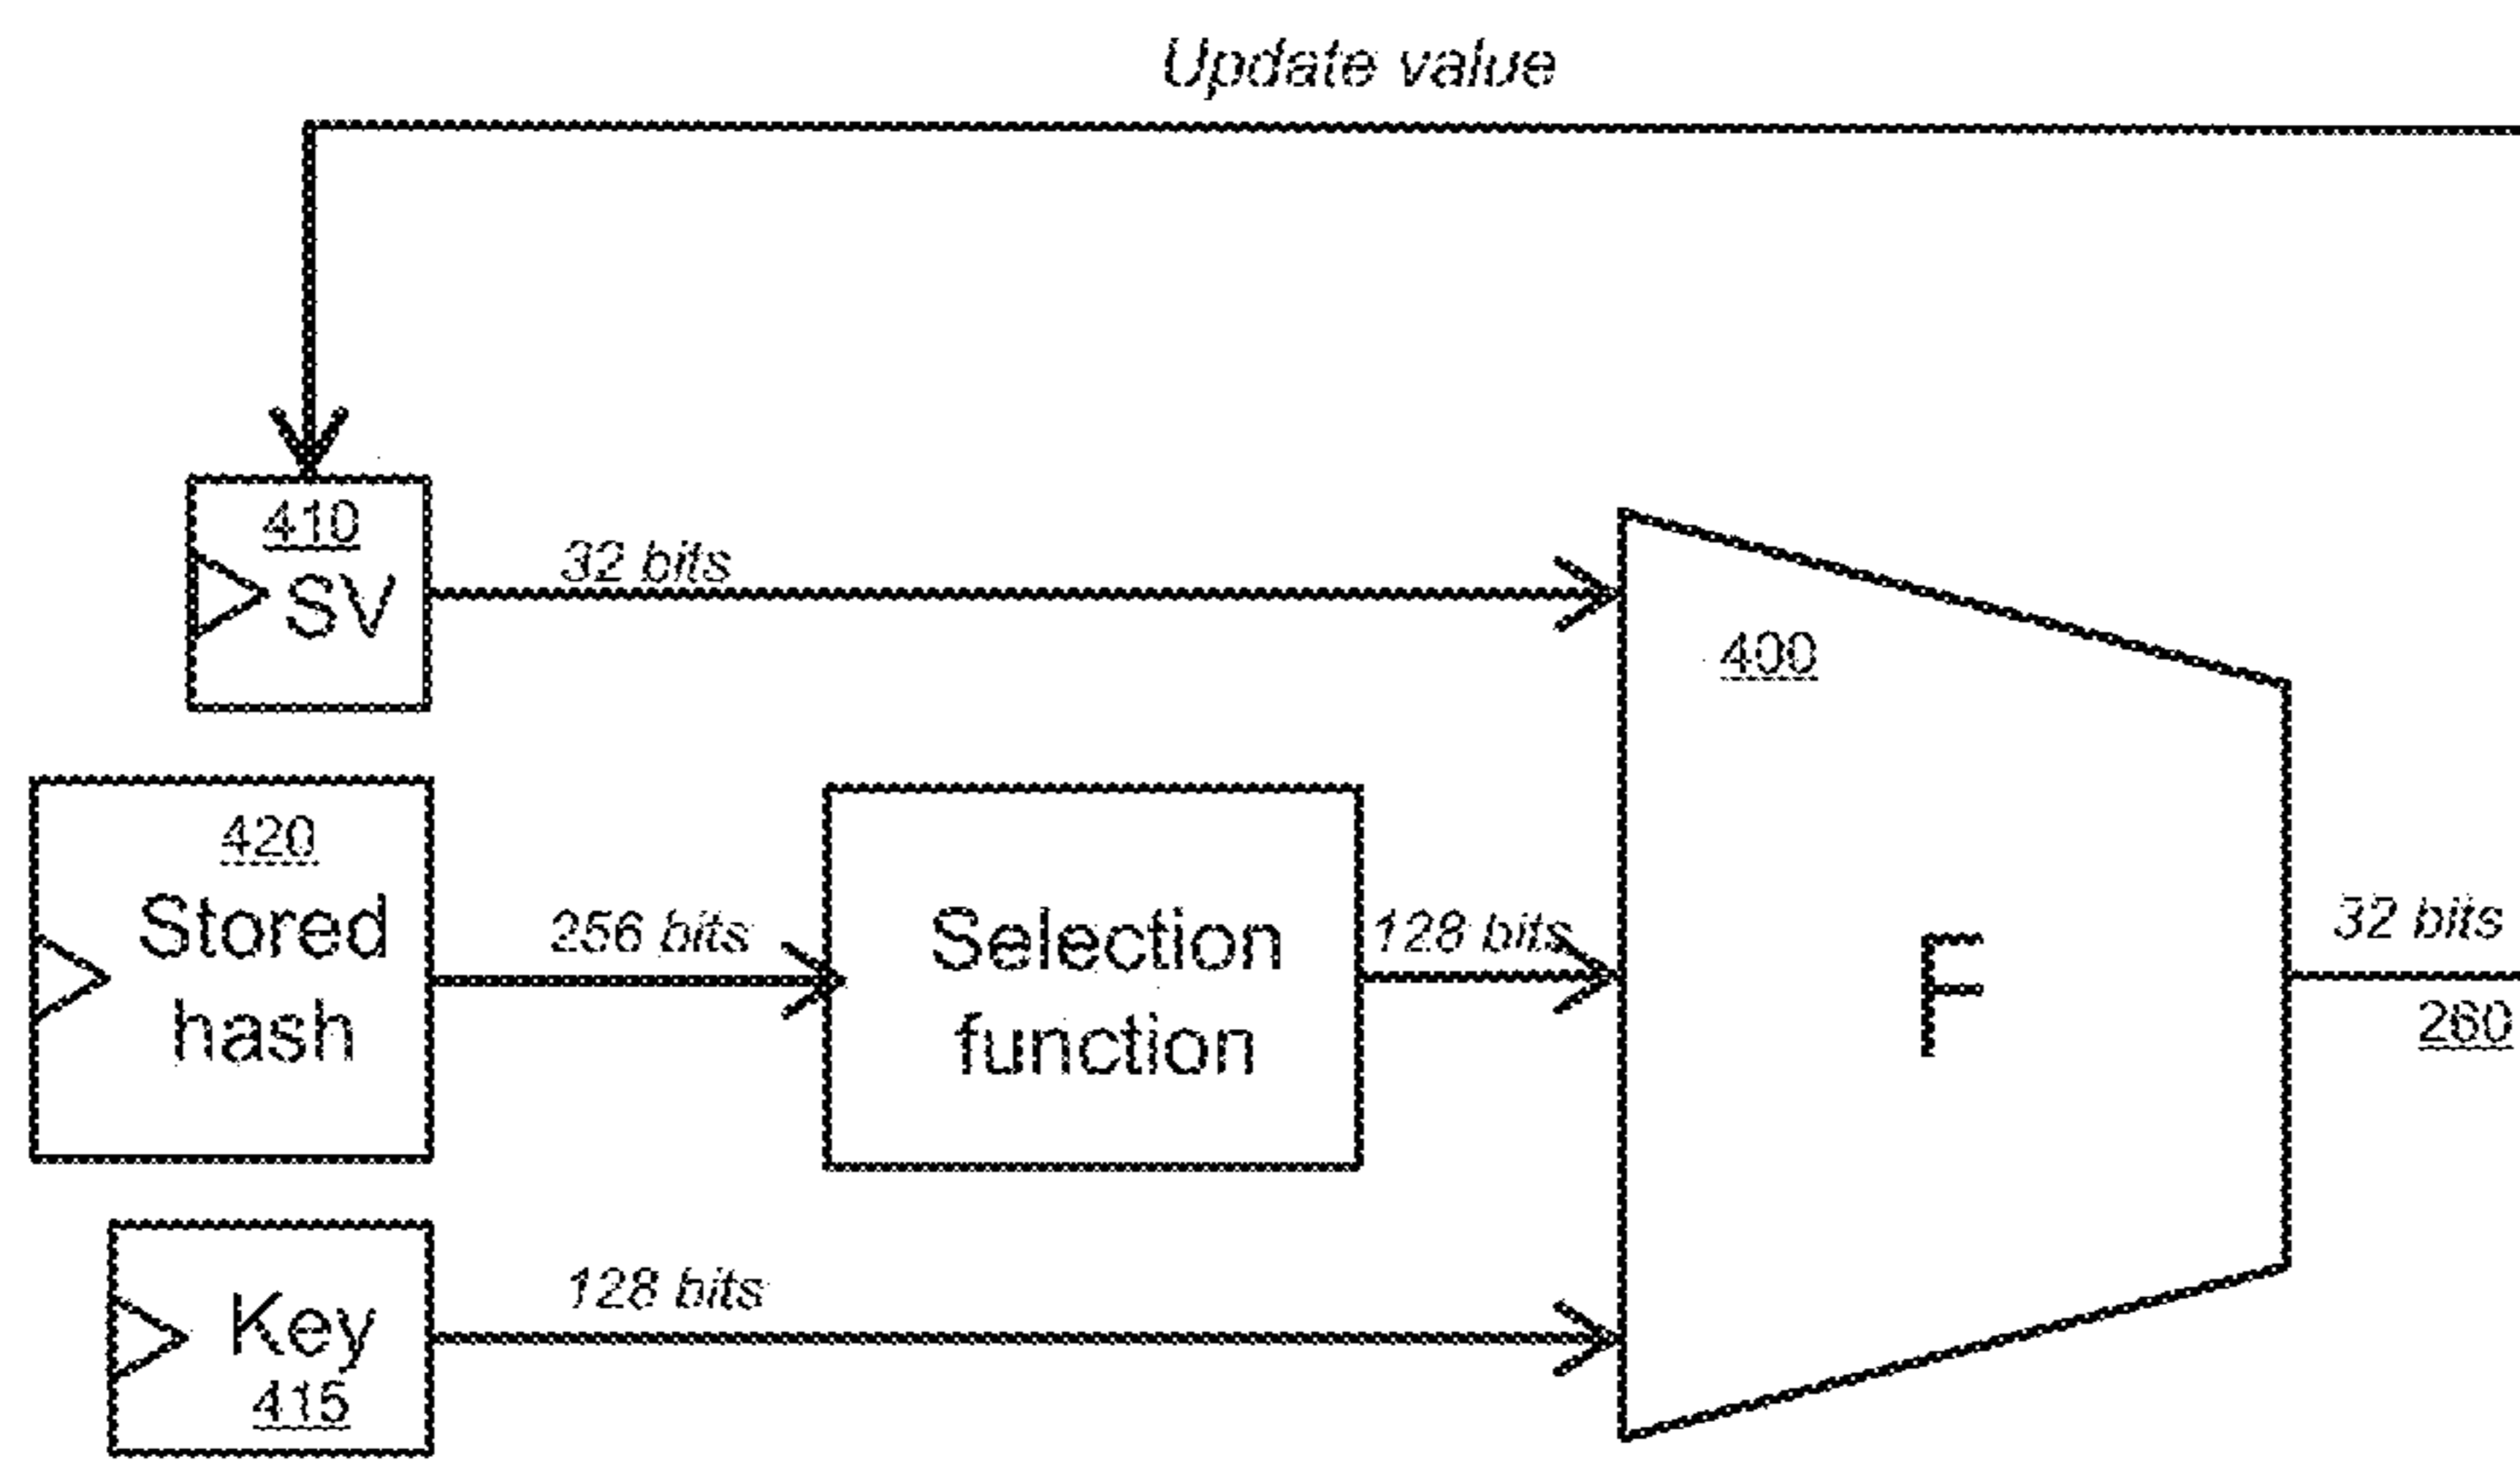 Update value
410
SV
32 bits
400
420
Stored
hash
256 bits
Selection
function
128 bits
F
32 bits
260
Key
415
128 bits